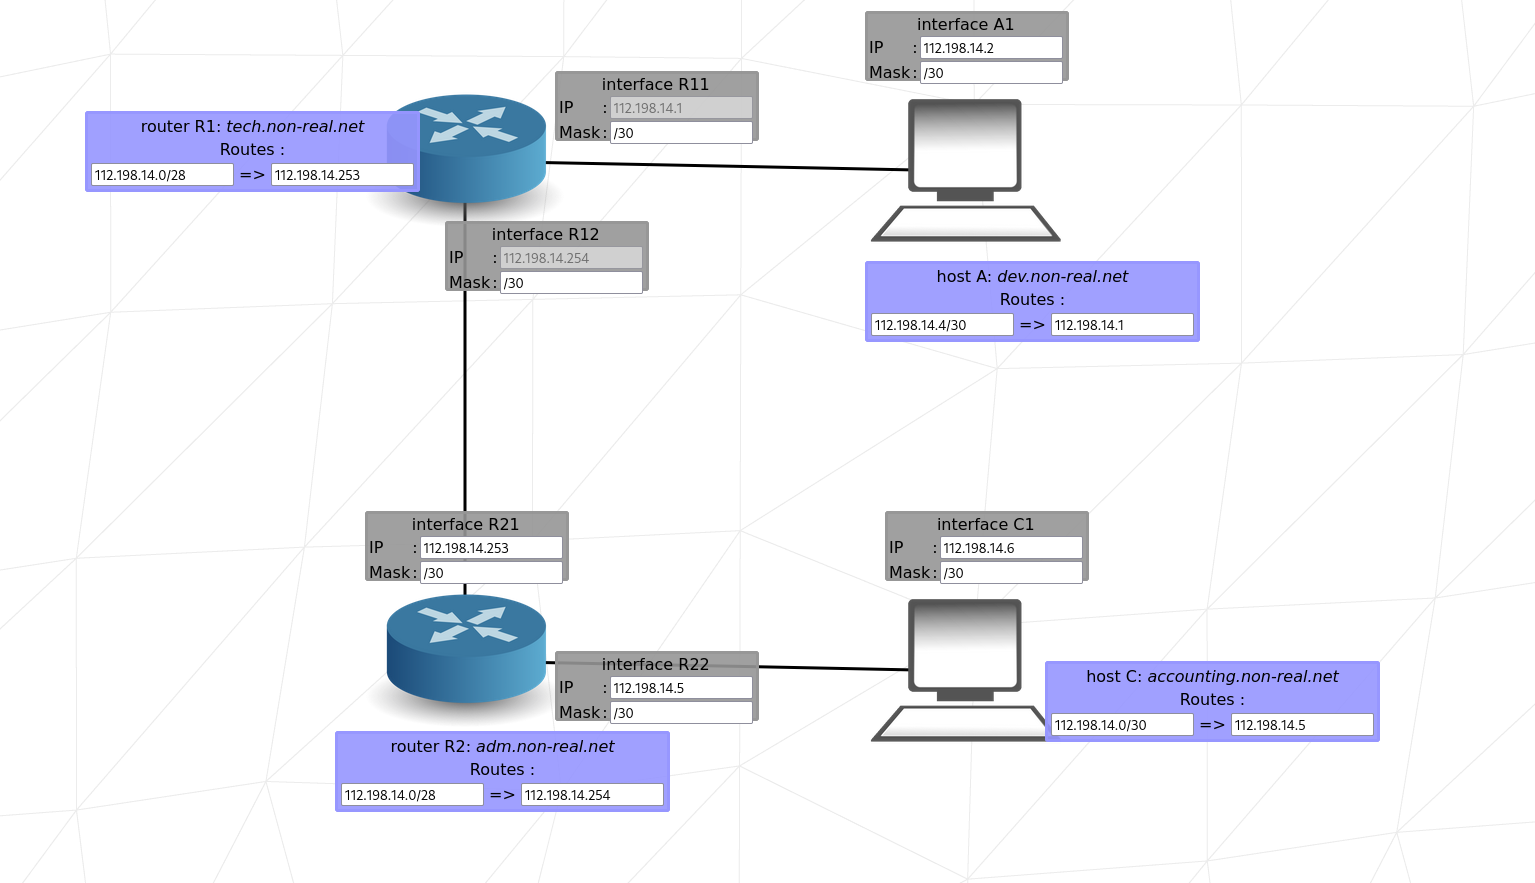 interface A1
IP : 112.198.14.2
Mask : /30
interface R11
IP : 112.198.14.1
Mask : /30
router R1: tech.non-real.net
Routes :
112.198.14.0/28 => 112.198.14.253
interface R12
IP : 112.198.14.254
Mask : /30
host A: dev.non-real.net
Routes :
112.198.14.4/30 => 112.198.14.1
interface R21
IP : 112.198.14.253
Mask : /30
interface C1
IP : 112.198.14.6
Mask : /30
interface R22
IP : 112.198.14.5
Mask : /30
host C: accounting.non-real.net
Routes :
112.198.14.0/30 => 112.198.14.5
router R2: adm.non-real.net
Routes :
112.198.14.0/28 => 112.198.14.254